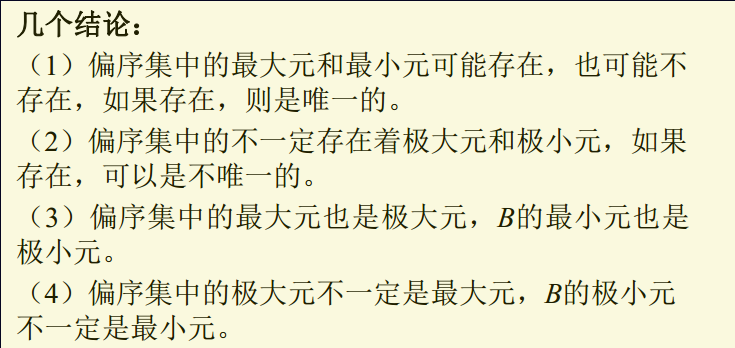 几个结论：
（1）偏序集中的最大元和最小元可能存在，也可能不
存在，如果存在，则是唯一的。
（2）偏序集中的不一定存在着极大元和极小元，如果
存在，可以是不唯一的。
（3）偏序集中的最大元也是极大元，B的最小元也是
极小元。
（4）偏序集中的极大元不一定是最大元，B的极小元
不一定是最小元。